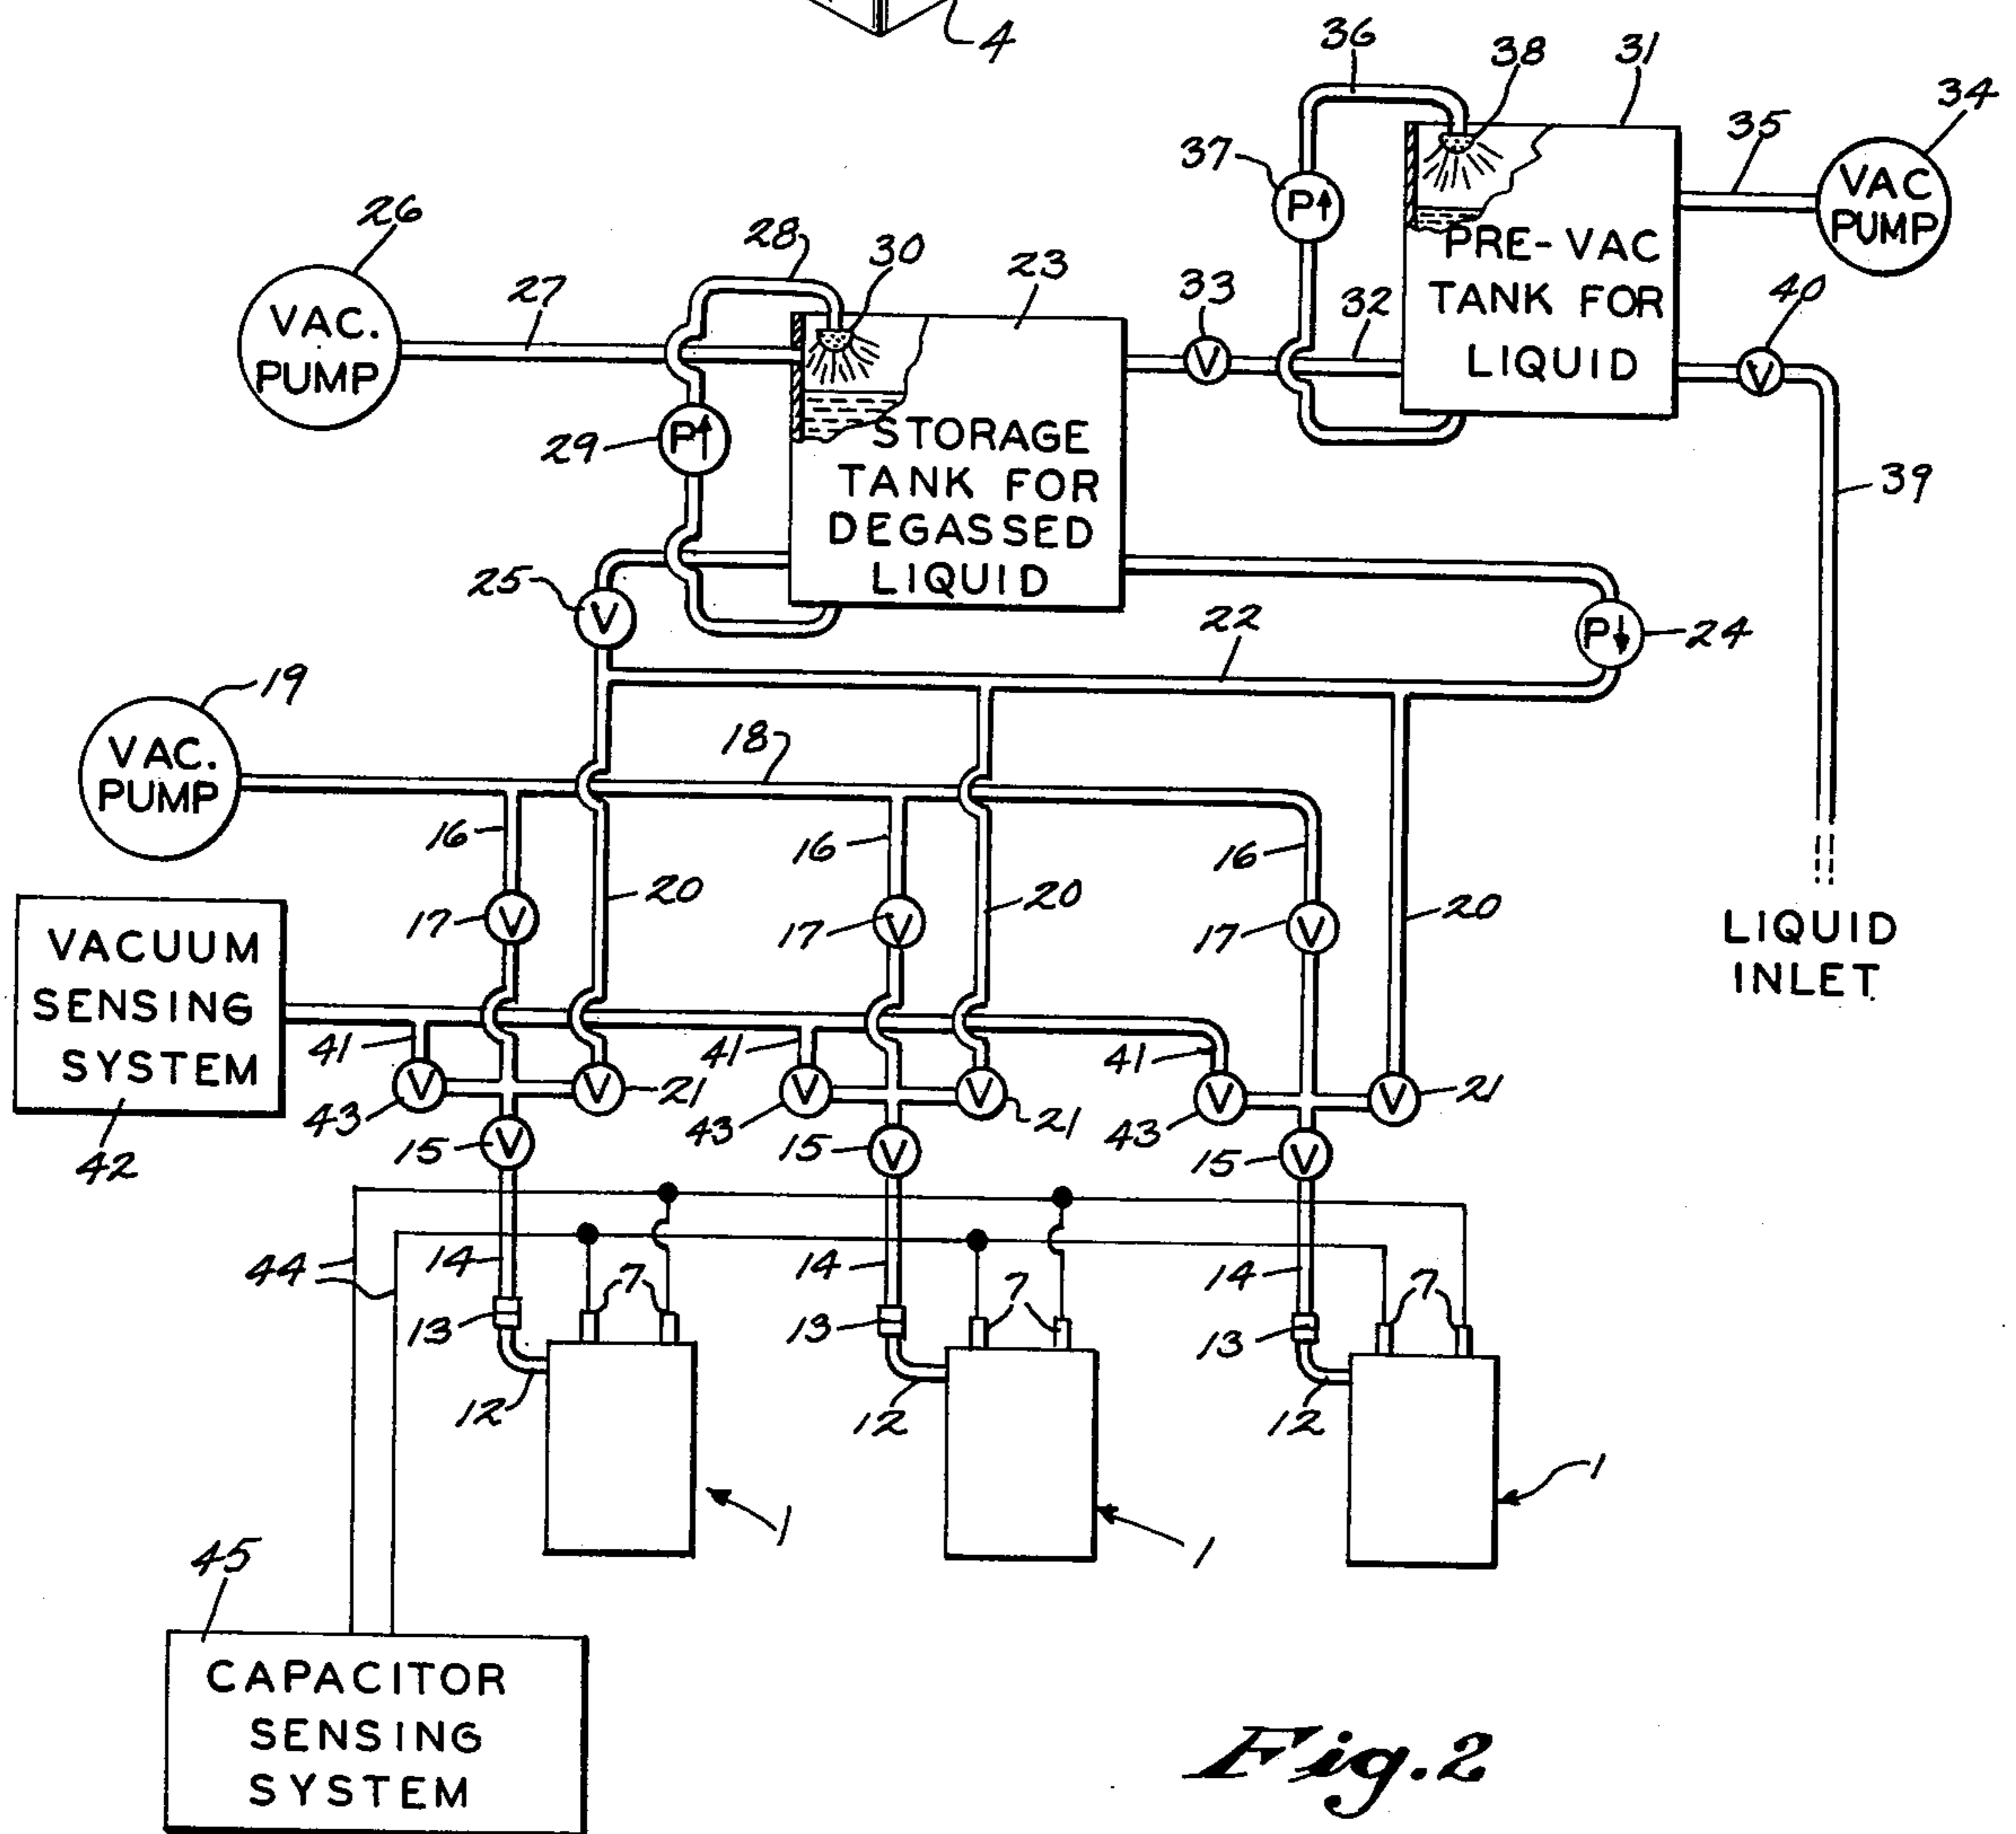 4
36
38
31
34
35
37
P
VAC
PUMP
PRE-VAC
TANK FOR
LIQUID
26
28
30
23
33
32
40
27
VAC.
PUMP
V
V
29
P
STORAGE
TANK FOR
DEGASSED
LIQUID
39
25
V
22
P
24
19
18
VAC.
PUMP
16
16
16
20
20
20
17
V
17
V
17
V
LIQUID
INLET
VACUUM
SENSING
SYSTEM
41
41
41
V
V
21
V
V
21
V
V
21
43
43
43
42
15
V
15
V
15
V
44
14
7
14
7
14
7
13
13
13
12
12
12
1
1
1
45
CAPACITOR
SENSING
SYSTEM
Fig.2